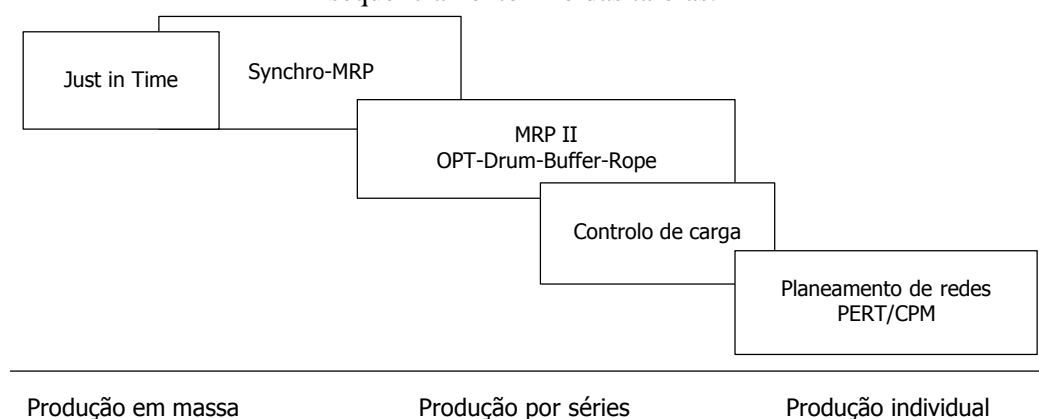 Just in Time
Synchro-MRP
MRP II
OPT-Drum-Buffer-Rope
Controlo de carga
Planeamento de redes
PERT/CPM
Produção em massa
Produção por séries
Produção individual